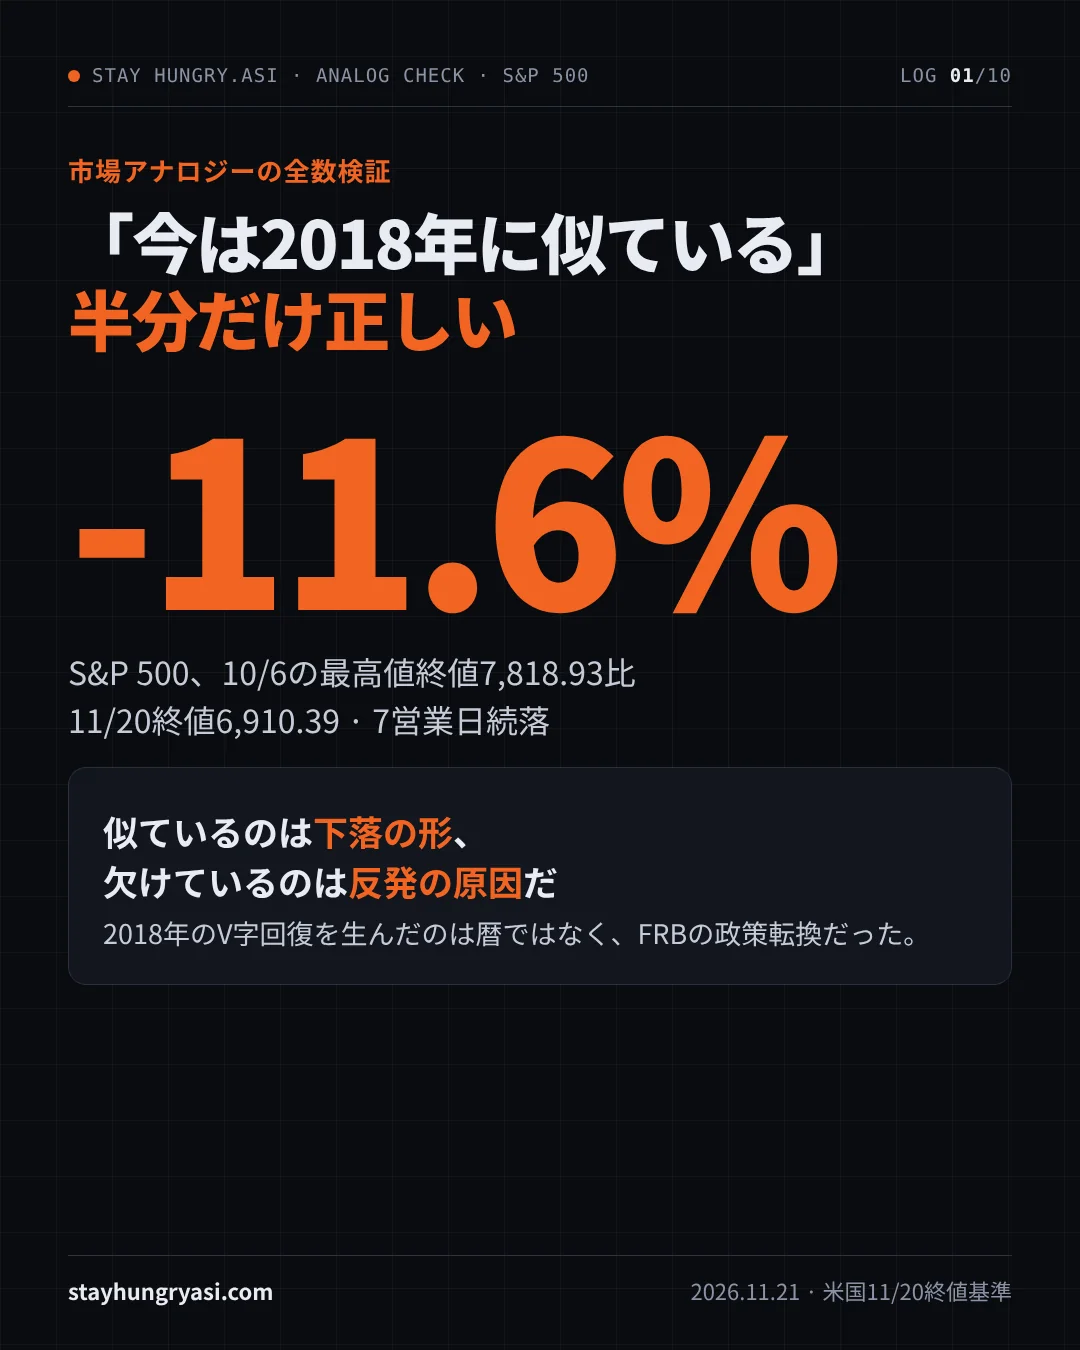 STAY HUNGRY.ASI · ANALOG CHECK · S&P 500
LOG 01/10
市場アナロジーの全数検証
「今は2018年に似ている」
半分だけ正しい
-11.6%
S&P 500、10/6の最高値終値7,818.93比
11/20終値6,910.39 · 7営業日続落
似ているのは下落の形、
欠けているのは反発の原因だ
2018年のV字回復を生んだのは暦ではなく、FRBの政策転換だった。
stayhungryasi.com
2026.11.21 · 米国11/20終値基準